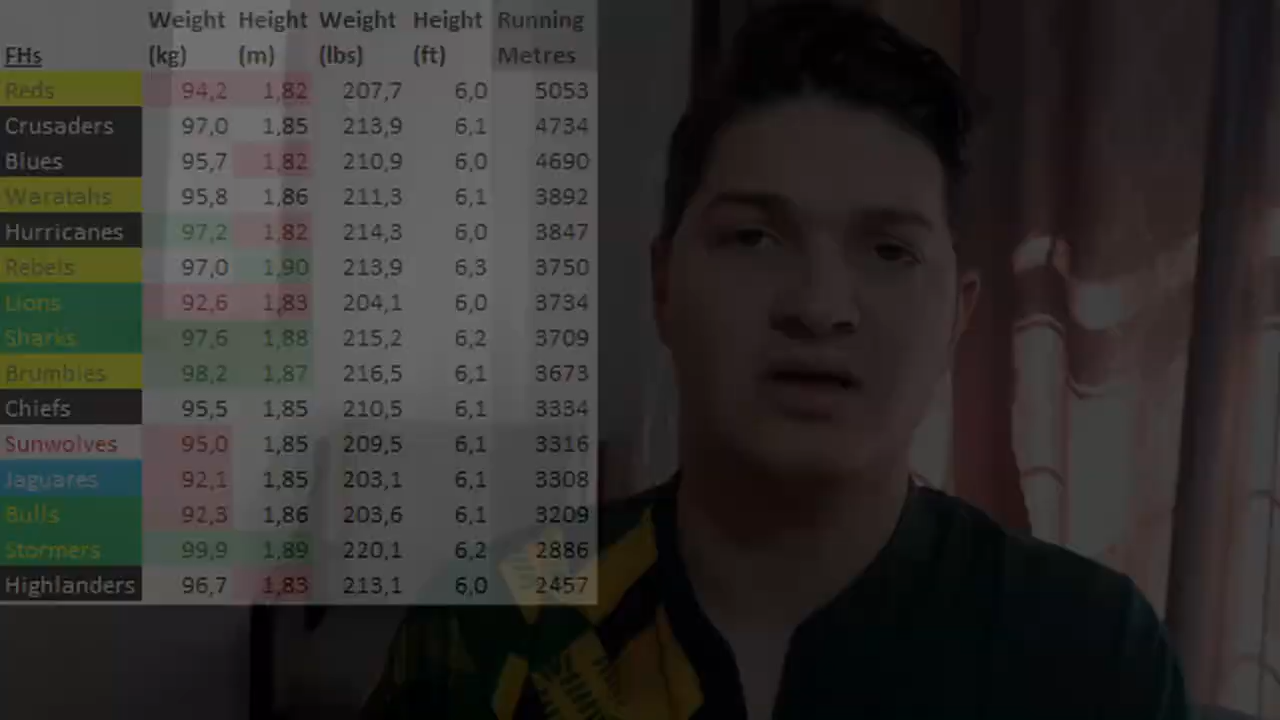 Weight Height Weight Height Running
FHs (kg) (m) (lbs) (ft) Metres
Reds 94,2 1,82 207,7 6,0 5053
Crusaders 97,0 1,85 213,9 6,1 4734
Blues 95,7 1,82 210,9 6,0 4690
Waratahs 95,8 1,86 211,3 6,1 3892
Hurricanes 97,2 1,82 214,3 6,0 3847
Rebels 97,0 1,90 213,9 6,3 3750
Lions 92,6 1,83 204,1 6,0 3734
Sharks 97,6 1,88 215,2 6,2 3709
Brumbies 98,2 1,87 216,5 6,1 3673
Chiefs 95,5 1,85 210,5 6,1 3334
Sunwolves 95,0 1,85 209,5 6,1 3316
Jaguares 92,1 1,85 203,1 6,1 3308
Bulls 92,3 1,86 203,6 6,1 3209
Stormers 99,9 1,89 220,1 6,2 2886
Highlanders 96,7 1,83 213,1 6,0 2457